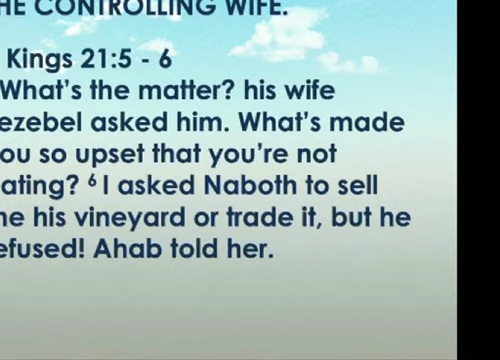 HE CONTROLLING WIFE.
Kings 21:5 - 6
What's the matter? his wife
ezebel asked him. What's made
ou so upset that you're not
ating? ⁶ I asked Naboth to sell
ne his vineyard or trade it, but he
efused! Ahab told her.